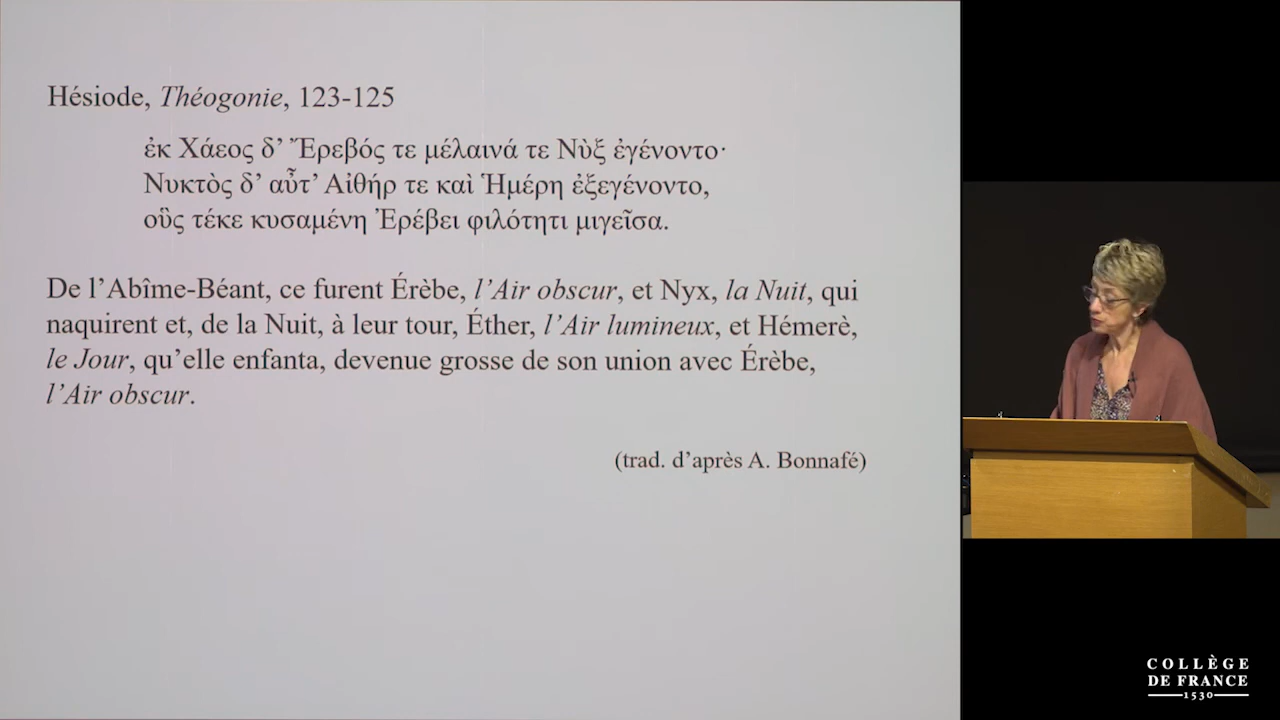 Hésiode, Théogonie, 123-125
ἐκ Χάεος δ’ Ἔρεβός τε μέλαινά τε Νὺξ ἐγένοντο·
Νυκτὸς δ’ αὖτ’ Αἰθήρ τε καὶ Ἡμέρη ἐξεγένοντο,
οὓς τέκε κυσαμένη Ἐρέβει φιλότητι μιγεῖσα.
De l’Abîme-Béant, ce furent Érèbe, l’Air obscur, et Nyx, la Nuit, qui
naquirent et, de la Nuit, à leur tour, Éther, l’Air lumineux, et Hémerè,
le Jour, qu’elle enfanta, devenue grosse de son union avec Érèbe,
l’Air obscur.
(trad. d’après A. Bonnafé)
COLLÈGE
DE FRANCE
1530